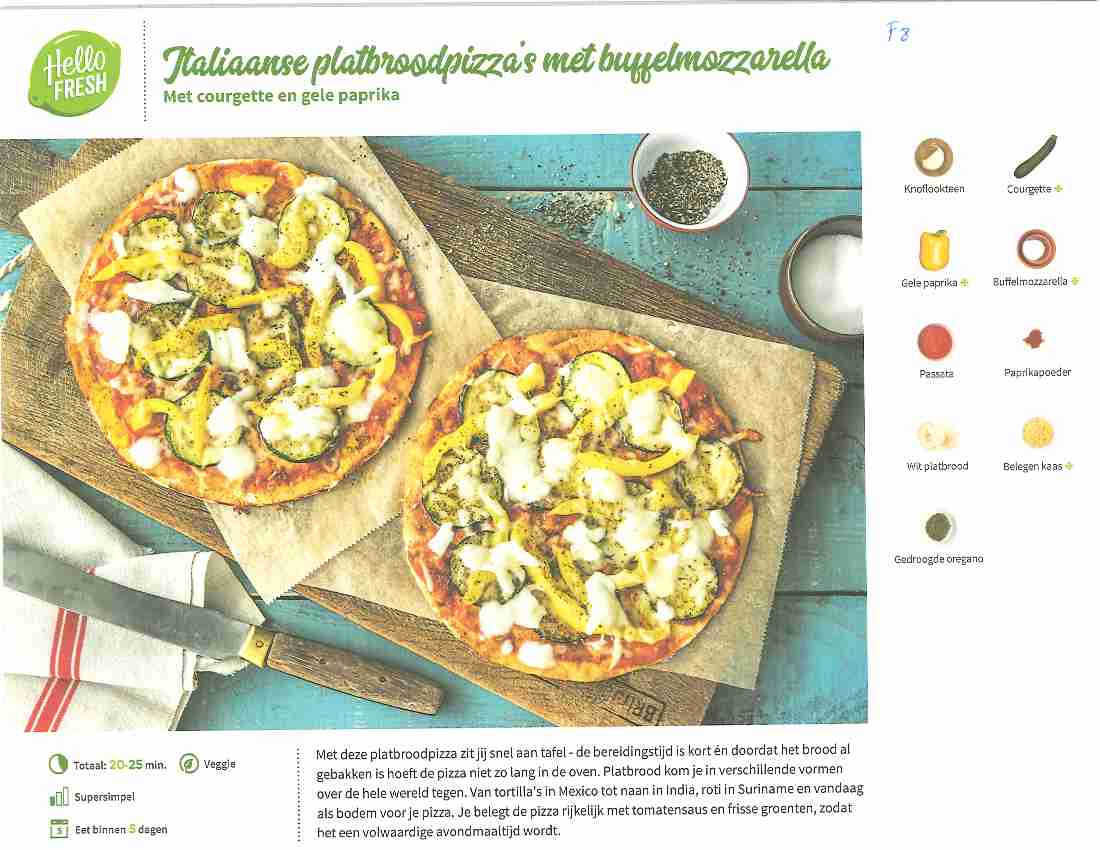 Hello
FRESH
Italiaanse platbroodpizza's met buffelmozzarella
Met courgette en gele paprika
F8
Knoflookteen
Courgette
Gele paprika
Buffelmozzarella
Passata
Paprikapoeder
Wit platbrood
Belegen kaas
Gedroogde oregano
Totaal: 20-25 min.
Veggie
Supersimpel
5
Eet binnen 5 dagen
Met deze platbroodpizza zit jij snel aan tafel - de bereidingstijd is kort én doordat het brood al
gebakken is hoeft de pizza niet zo lang in de oven. Platbrood kom je in verschillende vormen
over de hele wereld tegen. Van tortilla's in Mexico tot naan in India, roti in Suriname en vandaag
als bodem voor je pizza. Je belegt de pizza rijkelijk met tomatensaus en frisse groenten, zodat
het een volwaardige avondmaaltijd wordt.